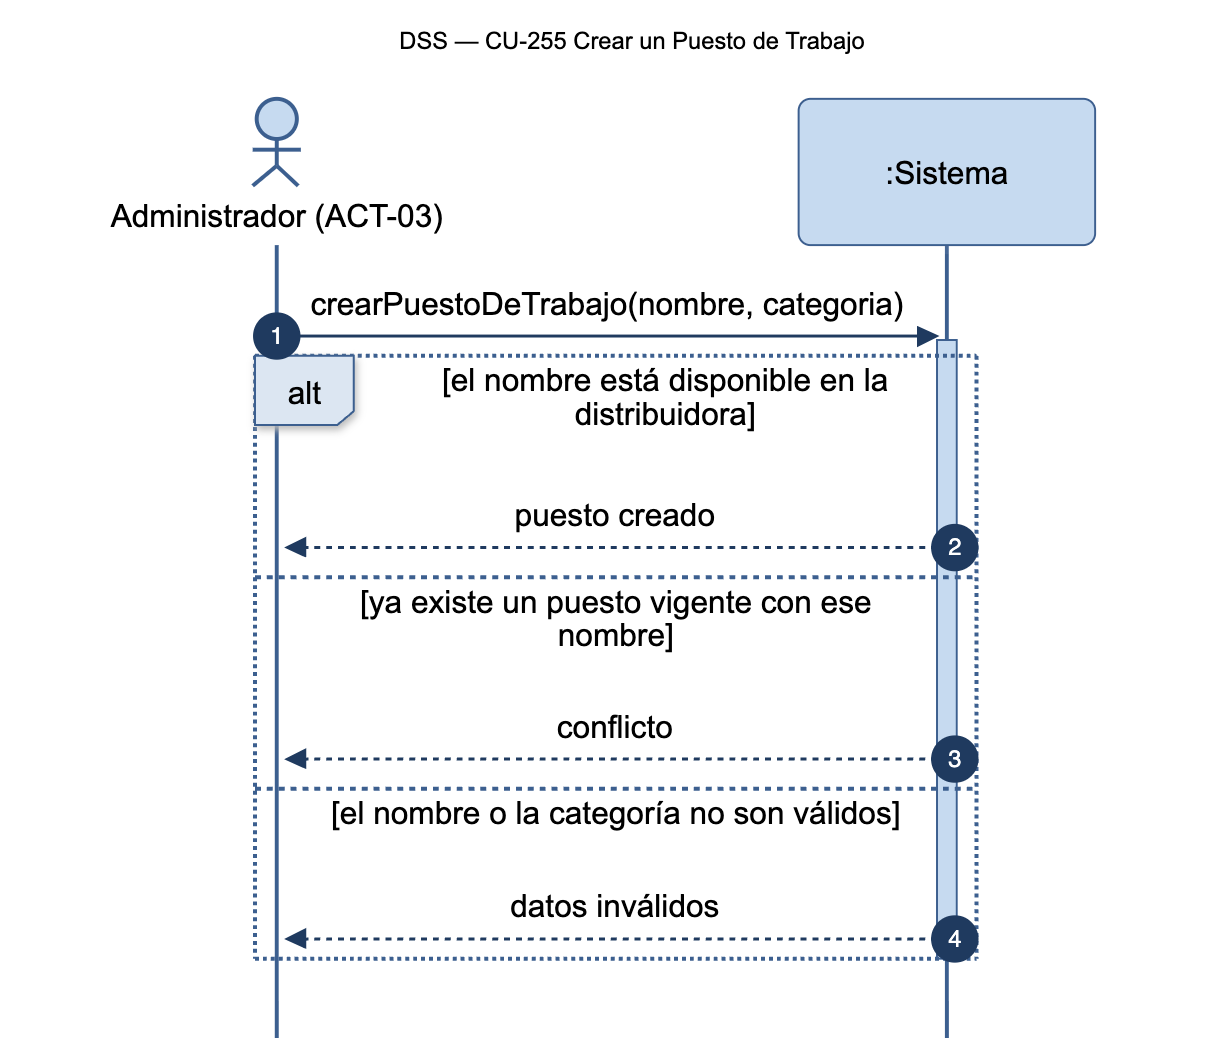 DSS — CU-255 Crear un Puesto de Trabajo
:Sistema
Administrador (ACT-03)
crearPuestoDeTrabajo(nombre, categoria)
1
alt
[el nombre está disponible en la
distribuidora]
puesto creado
2
[ya existe un puesto vigente con ese
nombre]
conflicto
3
[el nombre o la categoría no son válidos]
datos inválidos
4